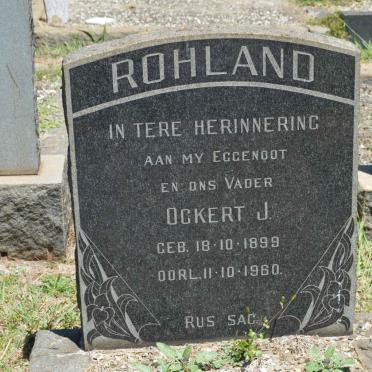 ROHLAND
IN TERE HERINNERING
AAN MY EGGENOOT
EN ONS VADER
OCKERT J.
GEB. 18-10-1899
OORL. 11-10-1960.
RUS SAG